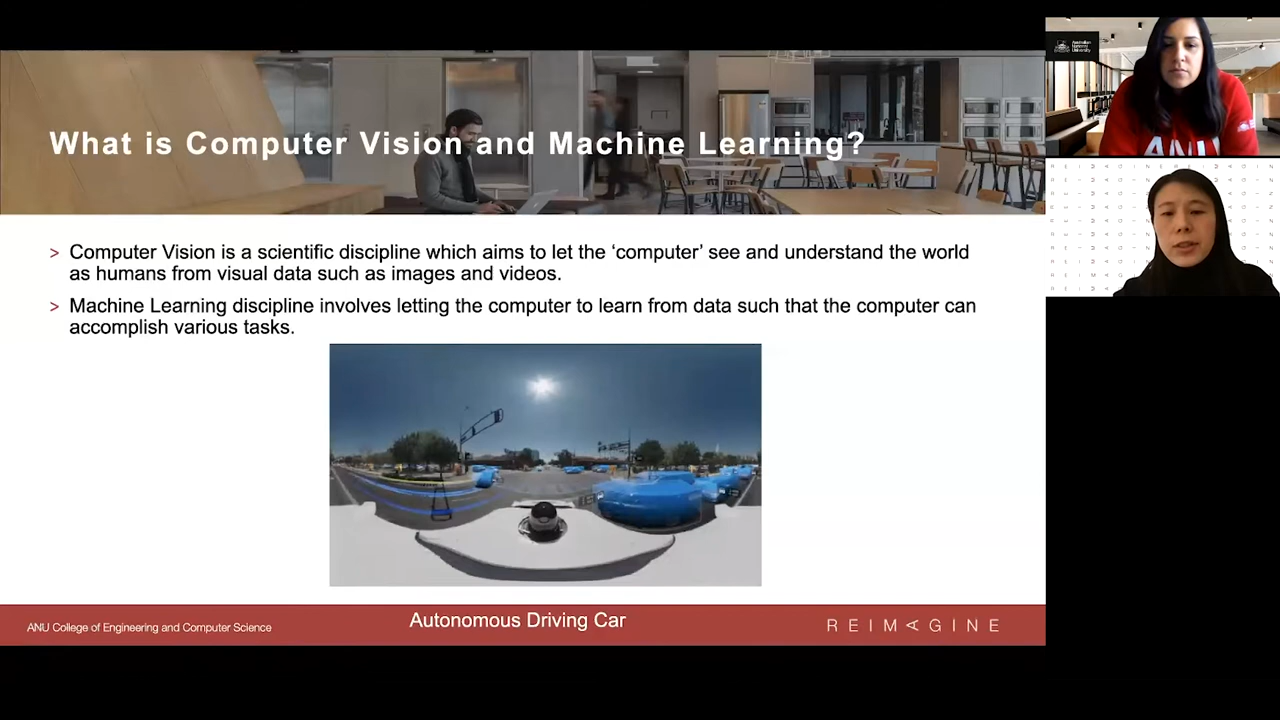 What is Computer Vision and Machine Learning?
> Computer Vision is a scientific discipline which aims to let the ‘computer’ see and understand the world
as humans from visual data such as images and videos.
> Machine Learning discipline involves letting the computer to learn from data such that the computer can
accomplish various tasks.
ANU College of Engineering and Computer Science
Autonomous Driving Car
REIMAGINE
Australian
National
University
ANU